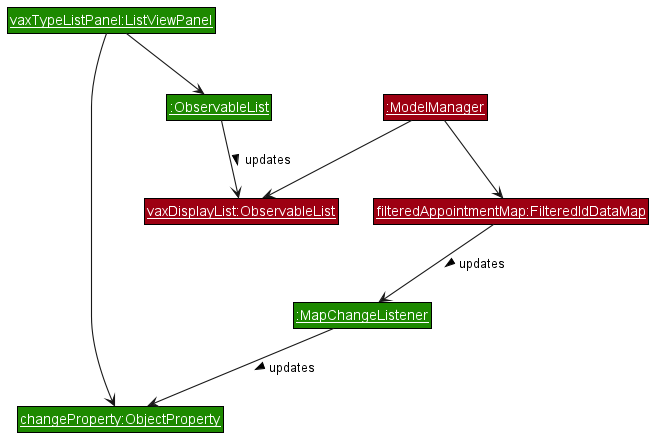 vaxTypeListPanel:ListViewPanel
:ObservableList
:ModelManager
updates
vaxDisplayList:ObservableList
filteredAppointmentMap:FilteredIdDataMap
updates
:MapChangeListener
updates
changeProperty:ObjectProperty